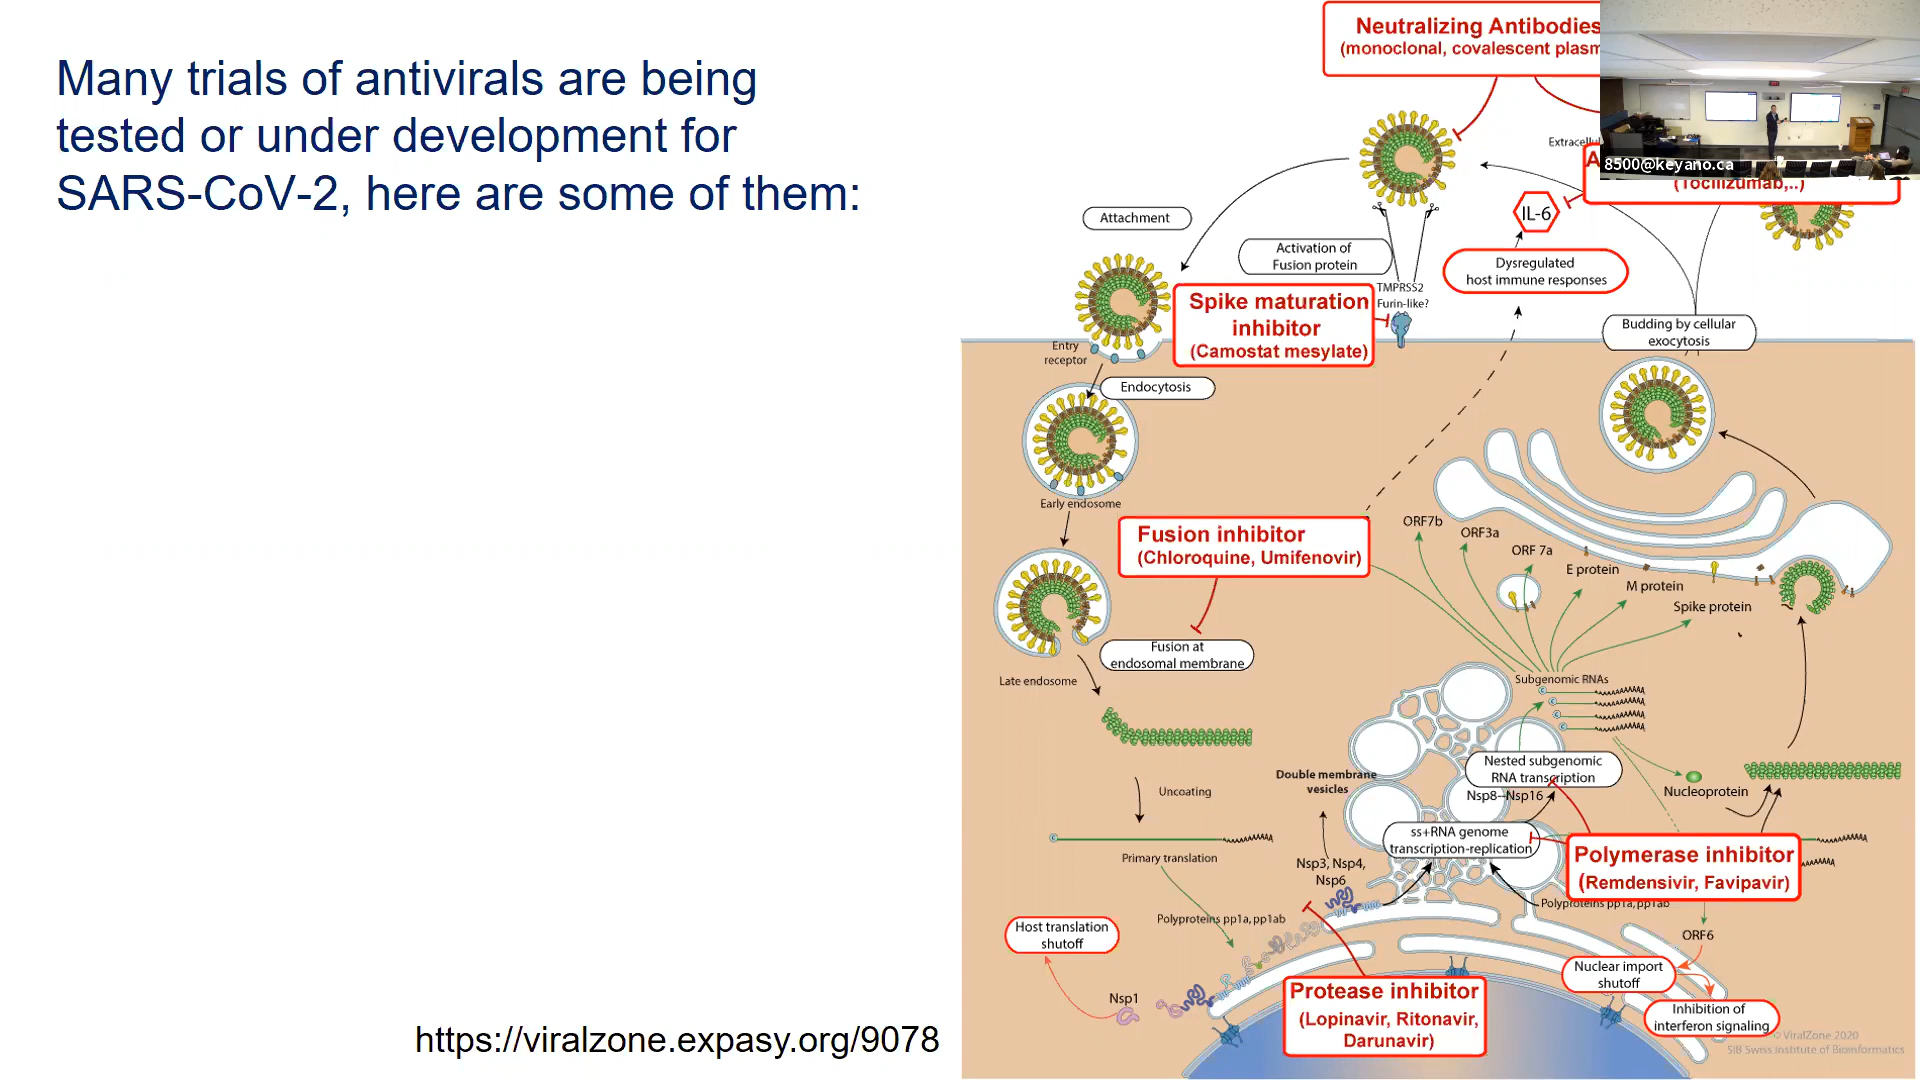 Many trials of antivirals are being
tested or under development for
SARS-CoV-2, here are some of them:
https://viralzone.expasy.org/9078
Neutralizing Antibodies
(monoclonal, covalescent plasm
8500@keyano.ca
(Tocilizumab,..)
IL-6
Attachment
Activation of
Fusion protein
Dysregulated
host immune responses
TMPRSS2
Furin-like?
Spike maturation
inhibitor
(Camostat mesylate)
Budding by cellular
exocytosis
Entry
receptor
Endocytosis
Early endosome
Fusion inhibitor
(Chloroquine, Umifenovir)
ORF7b
ORF3a
ORF 7a
E protein
M protein
Spike protein
Fusion at
endosomal membrane
Late endosome
Subgenomic RNAs
Nested subgenomic
RNA transcription
Nsp8--Nsp16
Double membrane
vesicles
Uncoating
Nucleoprotein
ss+RNA genome
transcription-replication
Primary translation
Nsp3, Nsp4,
Nsp6
Polymerase inhibitor
(Remdensivir, Favipavir)
Polyproteins pp1a, pp1ab
Polyproteins pp1a, pp1ab
Host translation
shutoff
ORF6
Nuclear import
shutoff
Nsp1
Protease inhibitor
(Lopinavir, Ritonavir,
Darunavir)
Inhibition of
interferon signaling
© ViralZone 2020
SIB Swiss Institute of Bioinformatics